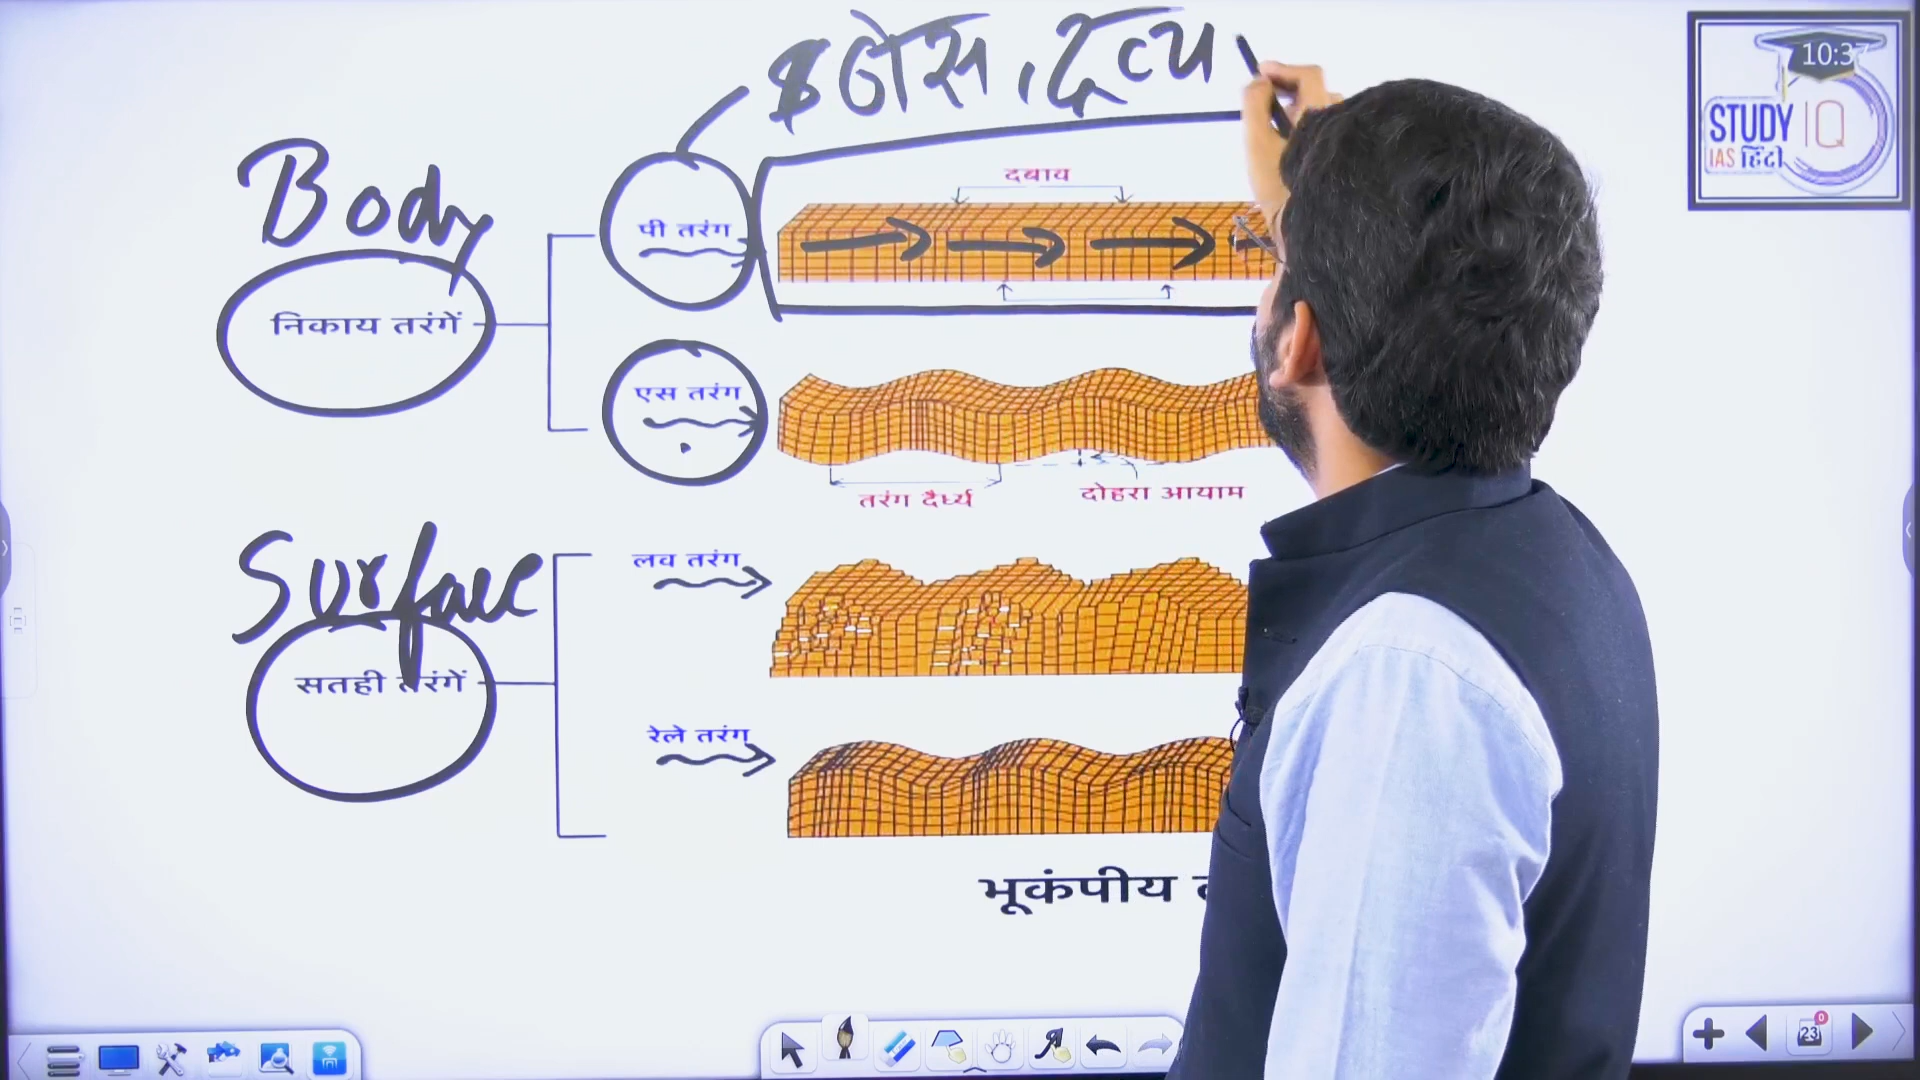 ठोस, द्रव्य
10:37
STUDY IQ
IAS हिंदी
Body
दबाव
पी तरंग
निकाय तरंगें
एस तरंग
तरंग दैर्ध्य
दोहरा आयाम
Surface
लव तरंग
सतही तरंगें
रेले तरंग
भूकंपीय
23
0